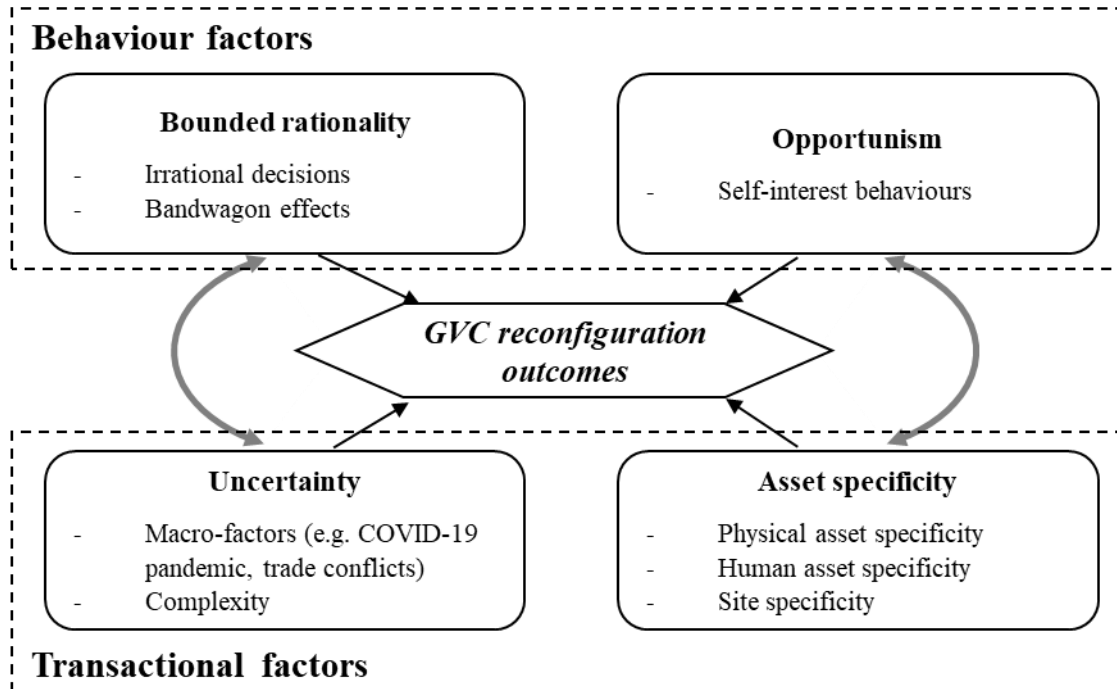 Behaviour factors
Bounded rationality
- Irrational decisions
- Bandwagon effects
Opportunism
- Self-interest behaviours
GVC reconfiguration
outcomes
Uncertainty
- Macro-factors (e.g. COVID-19
pandemic, trade conflicts)
- Complexity
Asset specificity
- Physical asset specificity
- Human asset specificity
- Site specificity
Transactional factors